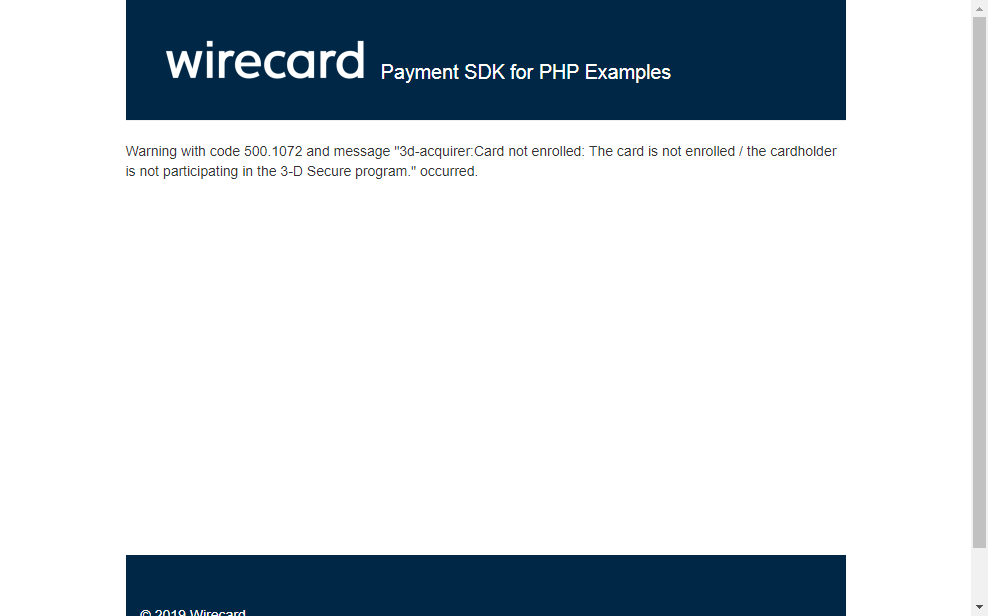 wirecard Payment SDK for PHP Examples
Warning with code 500.1072 and message "3d-acquirer:Card not enrolled: The card is not enrolled / the cardholder
is not participating in the 3-D Secure program." occurred.
© 2019 Wirecard